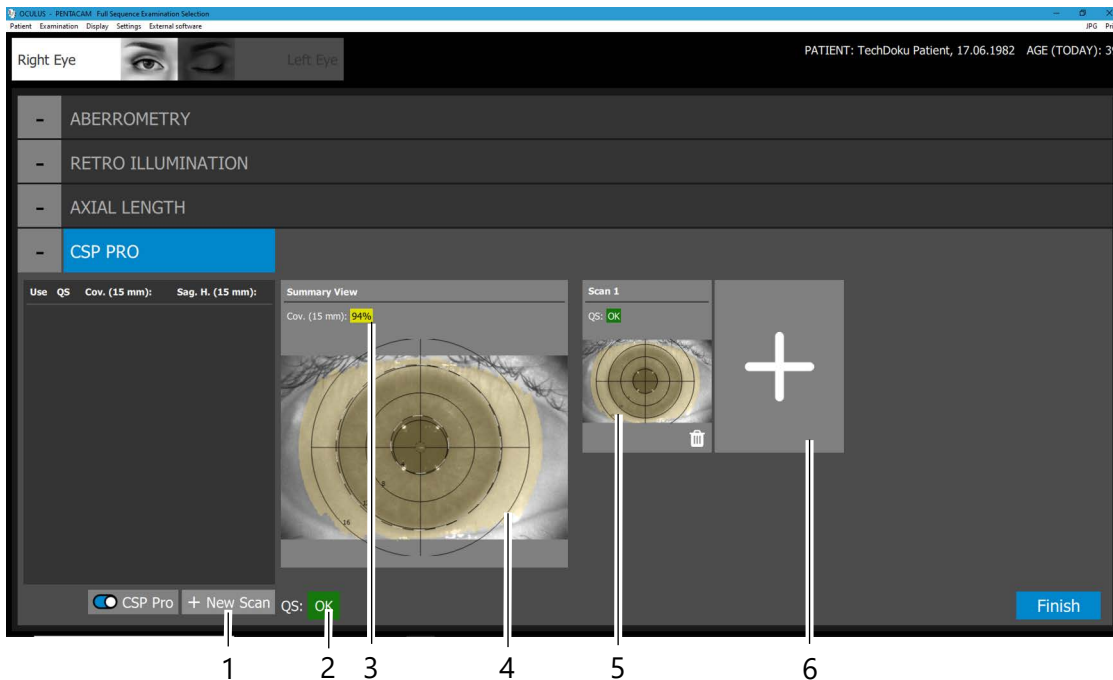 OCULUS - PENTACAM Full Sequence Examination Selection
Patient Examination Display Settings External software JPG Pri
Right Eye Left Eye PATIENT: TechDoku Patient, 17.06.1982 AGE (TODAY): 39
- ABERROMETRY
- RETRO ILLUMINATION
- AXIAL LENGTH
- CSP PRO
Use QS Cov. (15 mm): Sag. H. (15 mm):
Summary View
Cov. (15 mm): 94%
8
16
Scan 1
QS: OK
CSP Pro + New Scan QS: OK Finish
1 2 3 4 5 6